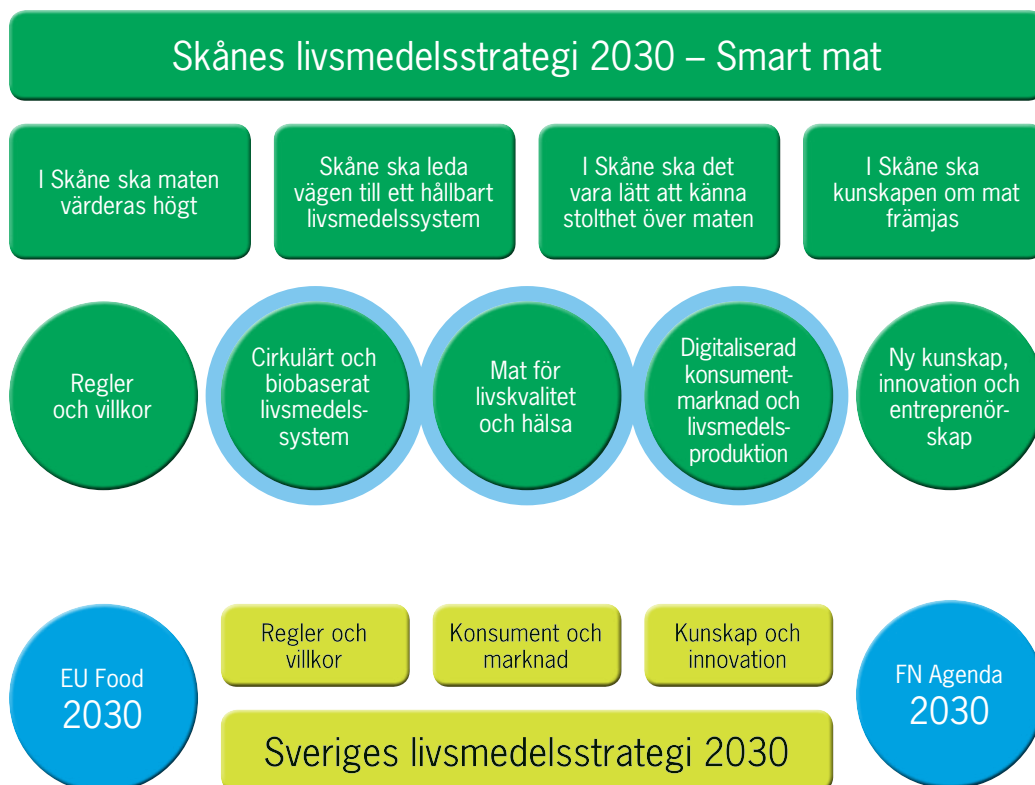 Skånes livsmedelsstrategi 2030 – Smart mat
I Skåne ska maten
värderas högt
Skåne ska leda
vägen till ett hållbart
livsmedelssystem
I Skåne ska det
vara lätt att känna
stolthet över maten
I Skåne ska
kunskapen om mat
främjas
Regler
och villkor
Cirkulärt och
biobaserat
livsmedels-
system
Mat för
livskvalitet
och hälsa
Digitaliserad
konsument-
marknad och
livsmedels-
produktion
Ny kunskap,
innovation och
entreprenör-
skap
EU Food
2030
Regler och
villkor
Konsument och
marknad
Kunskap och
innovation
FN Agenda
2030
Sveriges livsmedelsstrategi 2030